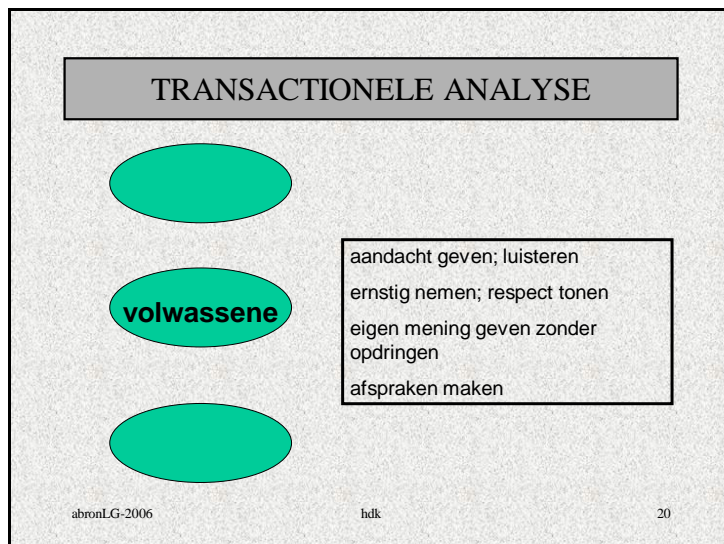 TRANSACTIONELE ANALYSE
volwassene
aandacht geven; luisteren
ernstig nemen; respect tonen
eigen mening geven zonder
opdringen
afspraken maken
abronLG-2006
hdk
20